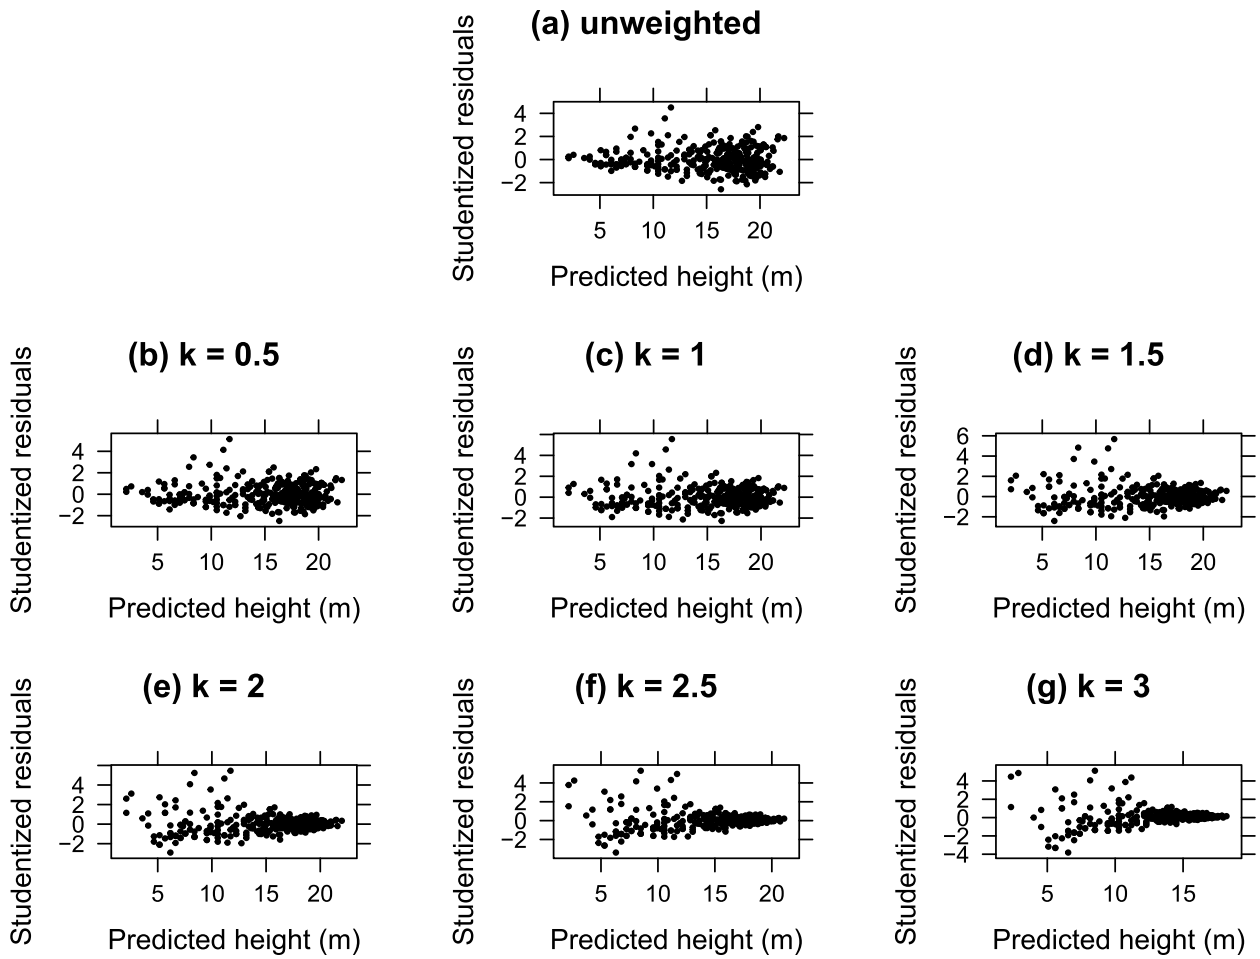 (a) unweighted
Studentized residuals
4
2
0
−2
5 10 15 20
Predicted height (m)
(b) k = 0.5
Studentized residuals
4
2
0
−2
5 10 15 20
Predicted height (m)
(c) k = 1
Studentized residuals
4
2
0
−2
5 10 15 20
Predicted height (m)
(d) k = 1.5
Studentized residuals
6
4
2
0
−2
5 10 15 20
Predicted height (m)
(e) k = 2
Studentized residuals
4
2
0
−2
5 10 15 20
Predicted height (m)
(f) k = 2.5
Studentized residuals
4
2
0
−2
5 10 15 20
Predicted height (m)
(g) k = 3
Studentized residuals
4
2
0
−2
−4
5 10 15
Predicted height (m)